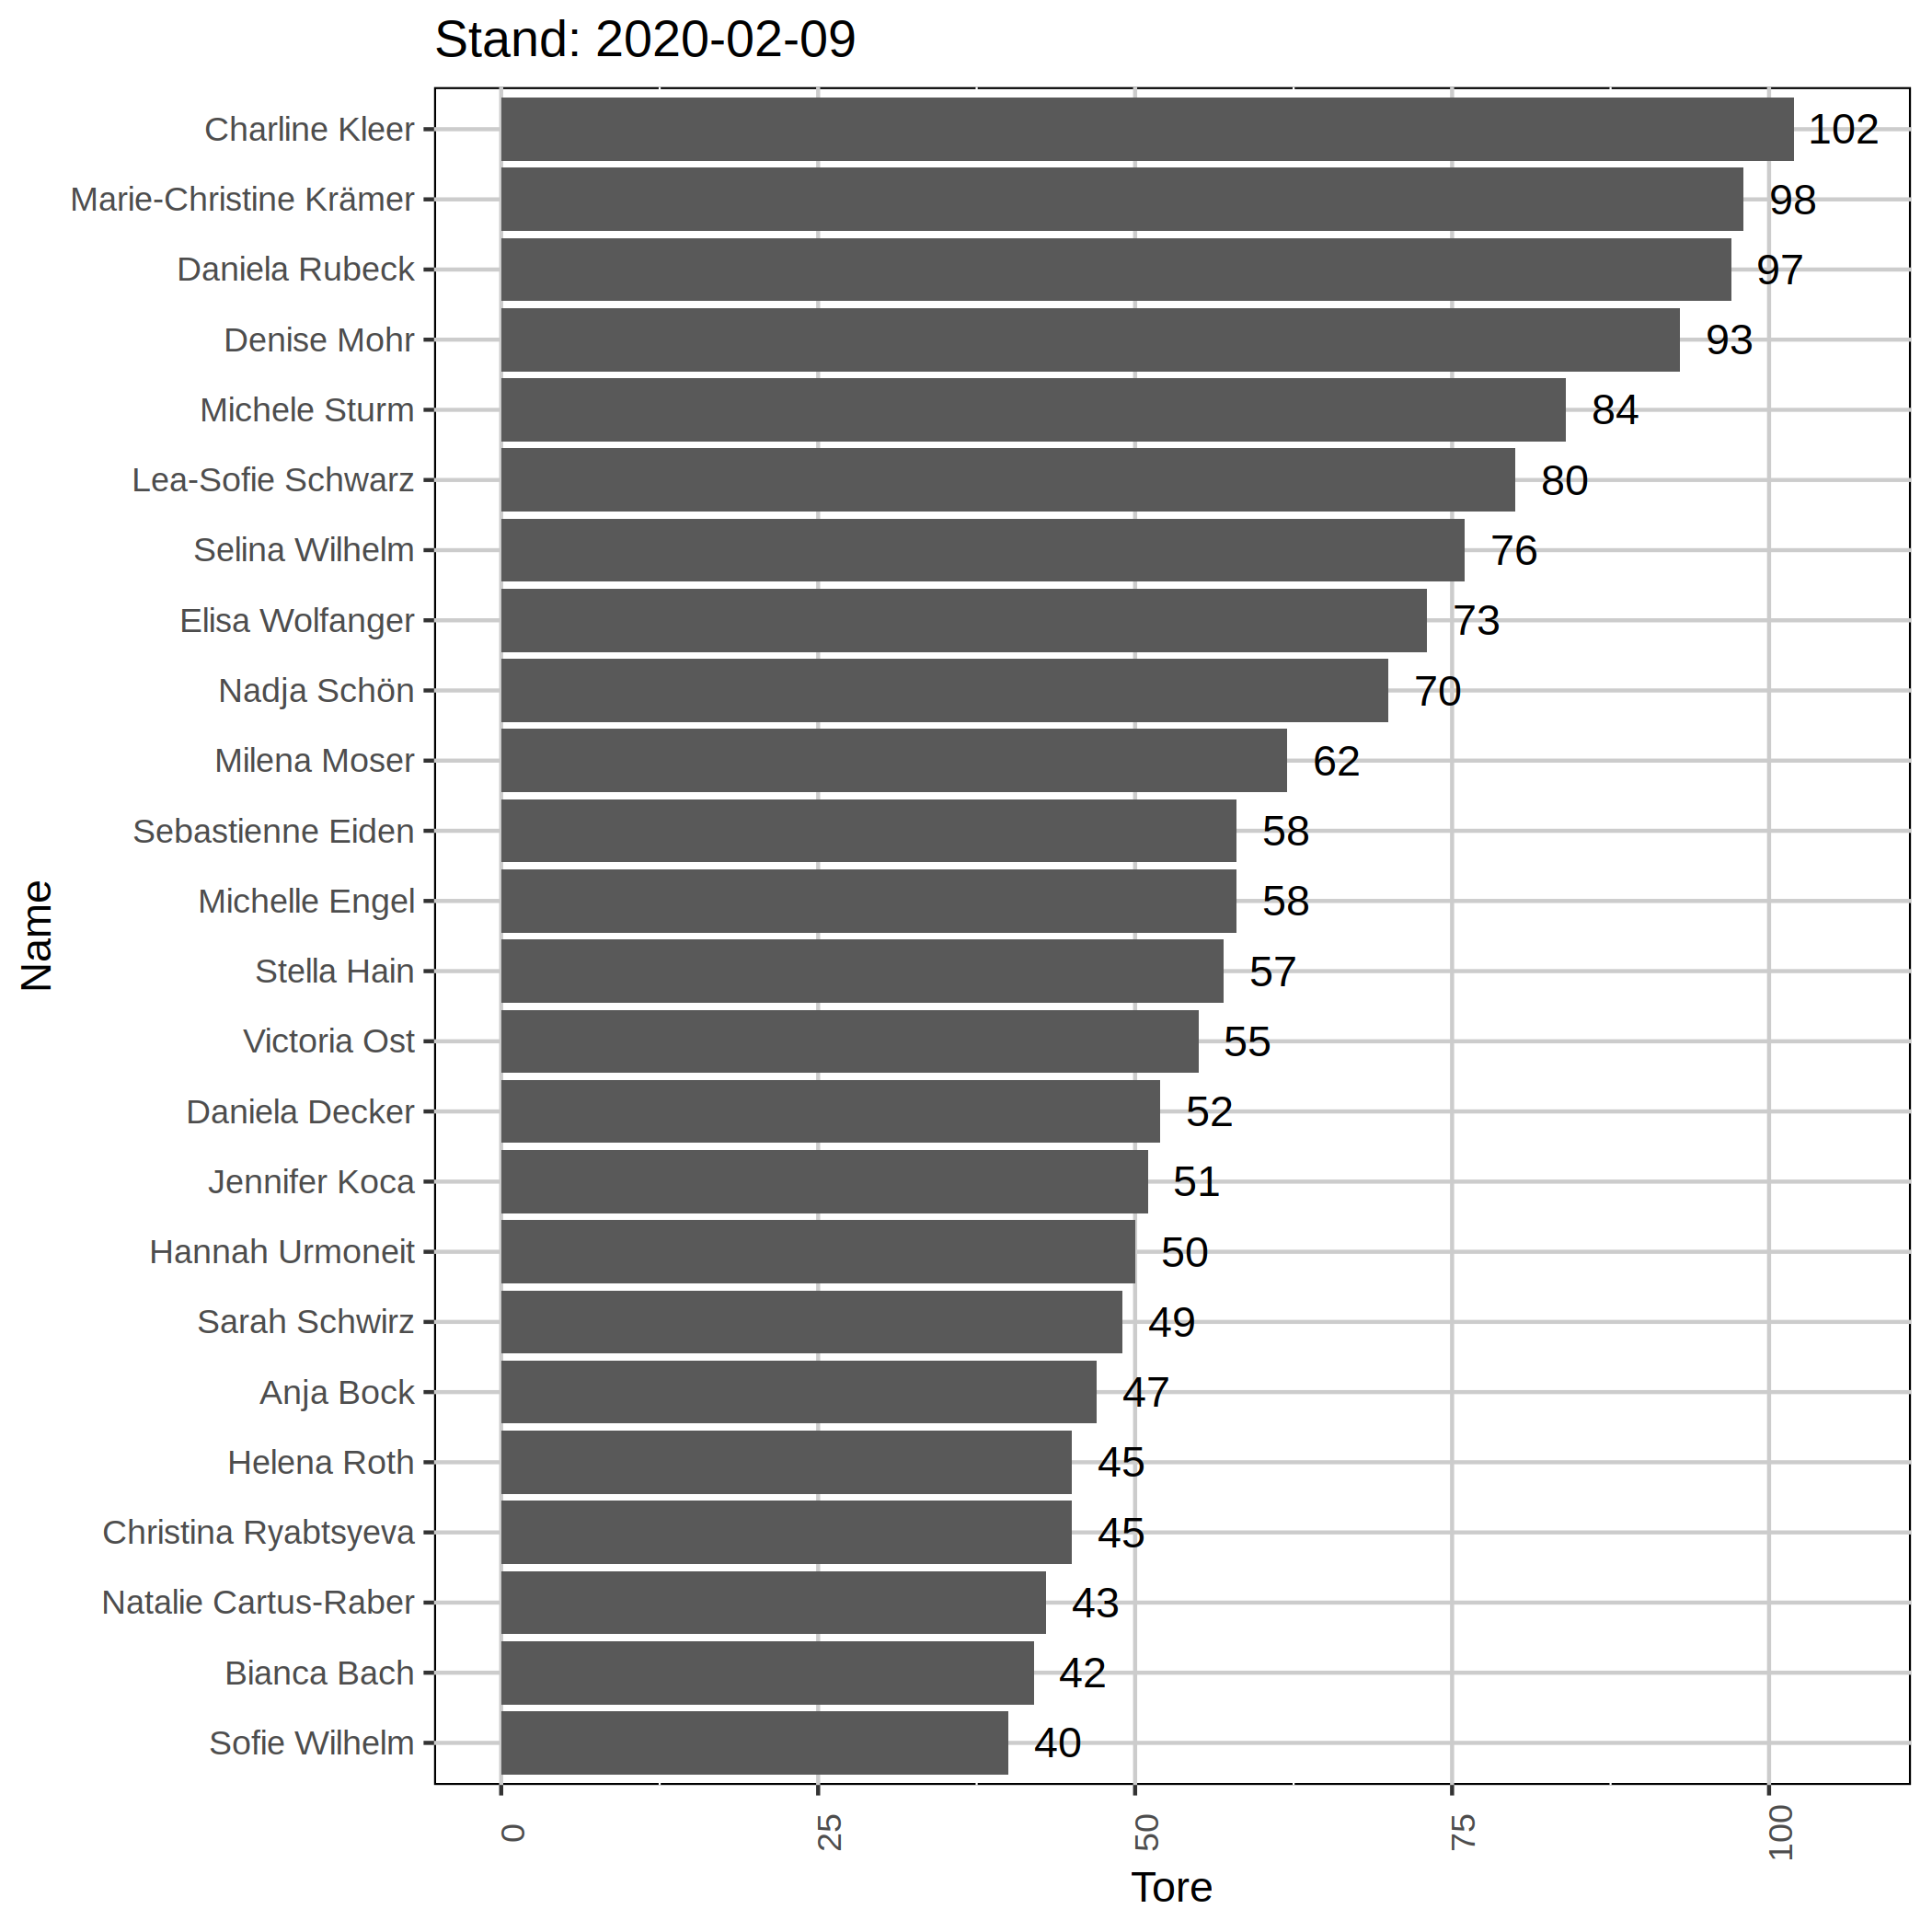 Stand: 2020-02-09
Charline Kleer 102
Marie-Christine Krämer 98
Daniela Rubeck 97
Denise Mohr 93
Michele Sturm 84
Lea-Sofie Schwarz 80
Selina Wilhelm 76
Elisa Wolfanger 73
Nadja Schön 70
Milena Moser 62
Sebastienne Eiden 58
Michelle Engel 58
Stella Hain 57
Victoria Ost 55
Daniela Decker 52
Jennifer Koca 51
Hannah Urmoneit 50
Sarah Schwirz 49
Anja Bock 47
Helena Roth 45
Christina Ryabtsyeva 45
Natalie Cartus-Raber 43
Bianca Bach 42
Sofie Wilhelm 40
Name
0 25 50 75 100
Tore